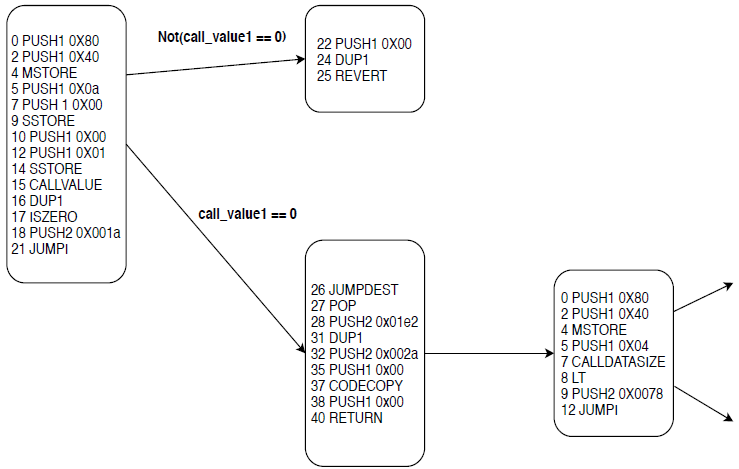 0 PUSH1 0X80
2 PUSH1 0X40
4 MSTORE
5 PUSH1 0X0a
7 PUSH 1 0X00
9 SSTORE
10 PUSH1 0X00
12 PUSH1 0X01
14 SSTORE
15 CALLVALUE
16 DUP1
17 ISZERO
18 PUSH2 0X001a
21 JUMPI
Not(call_value1 == 0)
22 PUSH1 0X00
24 DUP1
25 REVERT
call_value1 == 0
26 JUMPDEST
27 POP
28 PUSH2 0x01e2
31 DUP1
32 PUSH2 0x002a
35 PUSH1 0x00
37 CODECOPY
38 PUSH1 0x00
40 RETURN
0 PUSH1 0X80
2 PUSH1 0X40
4 MSTORE
5 PUSH1 0X04
7 CALLDATASIZE
8 LT
9 PUSH2 0X0078
12 JUMPI